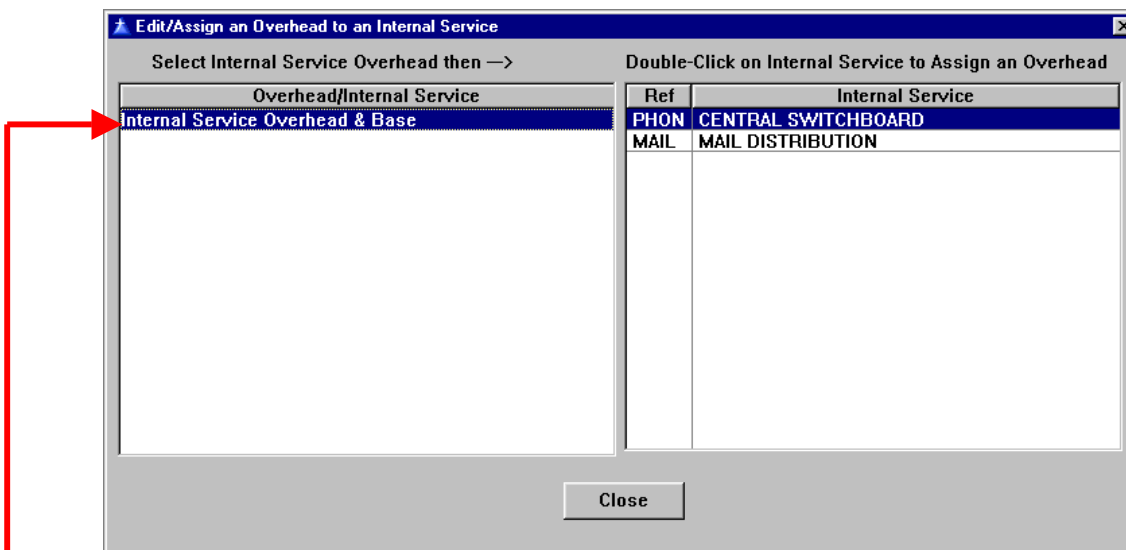 Edit/Assign an Overhead to an Internal Service
Select Internal Service Overhead then —>
Double-Click on Internal Service to Assign an Overhead
Overhead/Internal Service
Internal Service Overhead & Base
Ref Internal Service
PHON CENTRAL SWITCHBOARD
MAIL MAIL DISTRIBUTION
Close